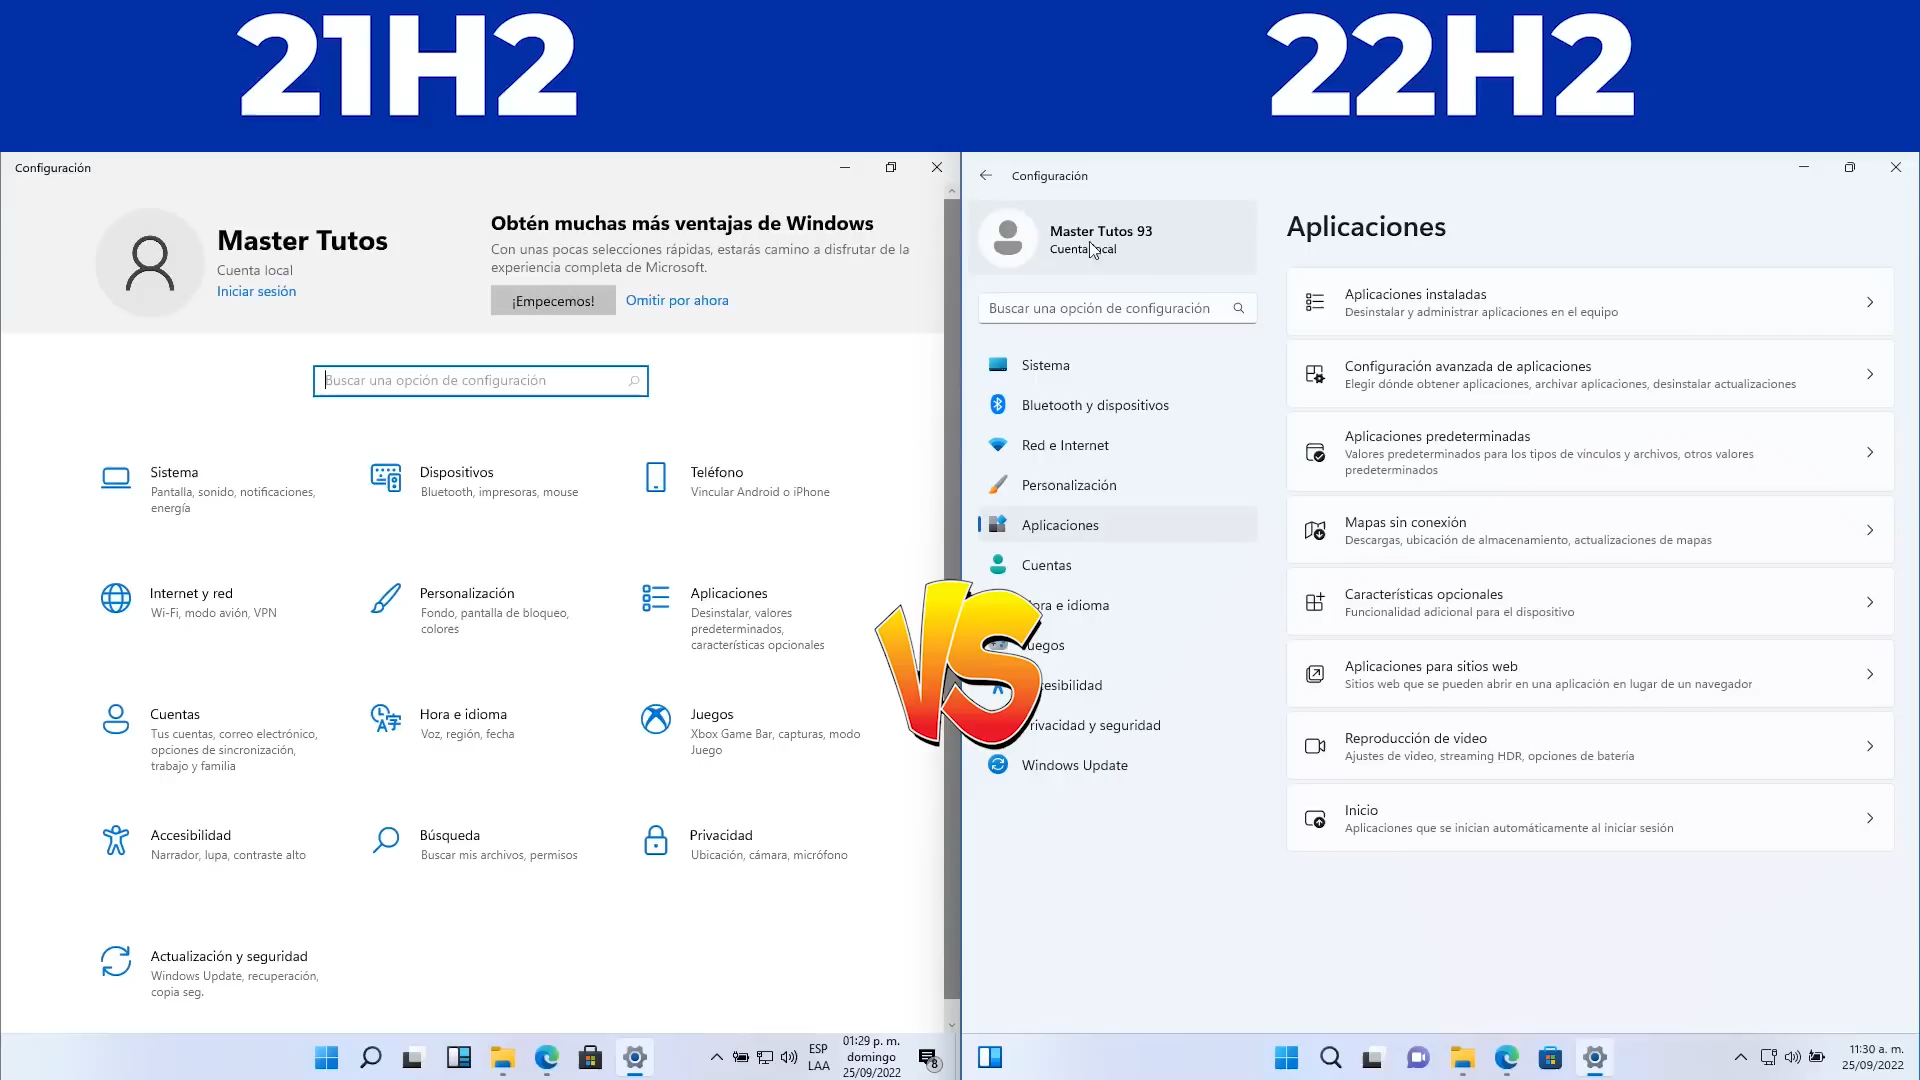 21H2
22H2
Configuración
Master Tutos
Cuenta local
Iniciar sesión
Obtén muchas más ventajas de Windows
Con unas pocas selecciones rápidas, estarás camino a disfrutar de la
experiencia completa de Microsoft.
¡Empecemos!
Omitir por ahora
Buscar una opción de configuración
Sistema
Pantalla, sonido, notificaciones,
energía
Dispositivos
Bluetooth, impresoras, mouse
Teléfono
Vincular Android o iPhone
Internet y red
Wi-Fi, modo avión, VPN
Personalización
Fondo, pantalla de bloqueo,
colores
Aplicaciones
Desinstalar, valores
predeterminados,
características opcionales
Cuentas
Tus cuentas, correo electrónico,
opciones de sincronización,
trabajo y familia
Hora e idioma
Voz, región, fecha
Juegos
Xbox Game Bar, capturas, modo
Juego
Accesibilidad
Narrador, lupa, contraste alto
Búsqueda
Buscar mis archivos, permisos
Privacidad
Ubicación, cámara, micrófono
Actualización y seguridad
Windows Update, recuperación,
copia seg.
ESP
LAA
01:29 p. m.
domingo
25/09/2022
8
VS
Configuración
Master Tutos 93
Cuenta local
Buscar una opción de configuración
Sistema
Bluetooth y dispositivos
Red e Internet
Personalización
Aplicaciones
Cuentas
Hora e idioma
Juegos
Accesibilidad
Privacidad y seguridad
Windows Update
Aplicaciones
Aplicaciones instaladas
Desinstalar y administrar aplicaciones en el equipo
Configuración avanzada de aplicaciones
Elegir dónde obtener aplicaciones, archivar aplicaciones, desinstalar actualizaciones
Aplicaciones predeterminadas
Valores predeterminados para los tipos de vínculos y archivos, otros valores
predeterminados
Mapas sin conexión
Descargas, ubicación de almacenamiento, actualizaciones de mapas
Características opcionales
Funcionalidad adicional para el dispositivo
Aplicaciones para sitios web
Sitios web que se pueden abrir en una aplicación en lugar de un navegador
Reproducción de video
Ajustes de video, streaming HDR, opciones de batería
Inicio
Aplicaciones que se inician automáticamente al iniciar sesión
11:30 a. m.
25/09/2022